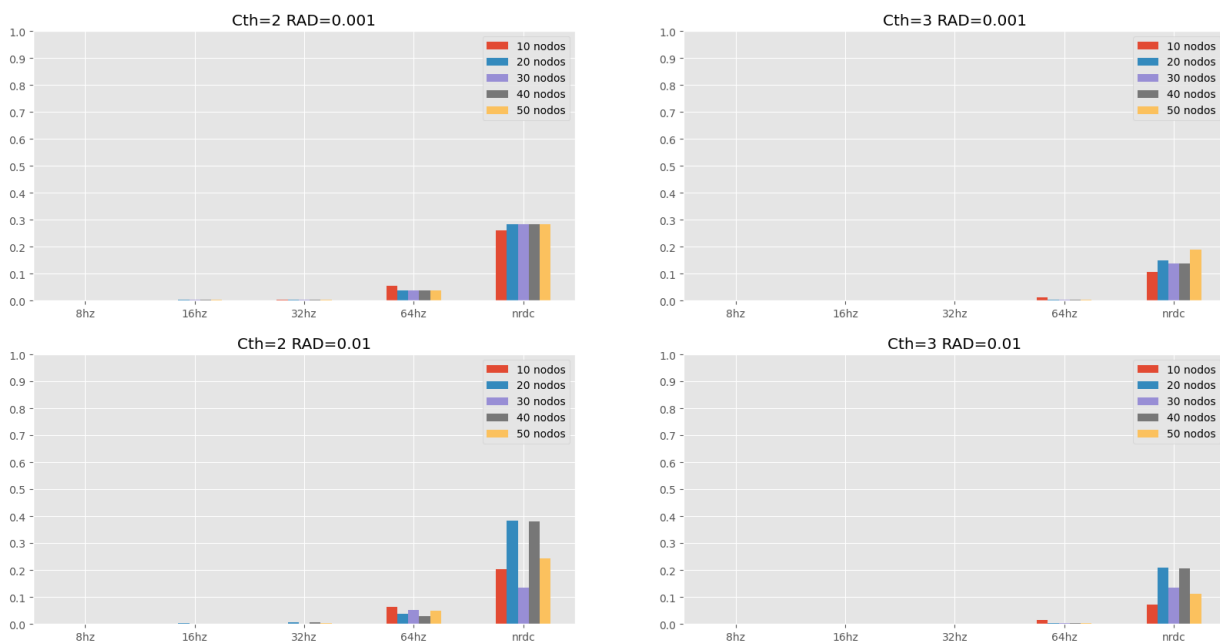 Cth=2 RAD=0.001
1.0
0.9
0.8
0.7
0.6
0.5
0.4
0.3
0.2
0.1
0.0
10 nodos
20 nodos
30 nodos
40 nodos
50 nodos
8hz 16hz 32hz 64hz nrdc
Cth=3 RAD=0.001
1.0
0.9
0.8
0.7
0.6
0.5
0.4
0.3
0.2
0.1
0.0
10 nodos
20 nodos
30 nodos
40 nodos
50 nodos
8hz 16hz 32hz 64hz nrdc
Cth=2 RAD=0.01
1.0
0.9
0.8
0.7
0.6
0.5
0.4
0.3
0.2
0.1
0.0
10 nodos
20 nodos
30 nodos
40 nodos
50 nodos
8hz 16hz 32hz 64hz nrdc
Cth=3 RAD=0.01
1.0
0.9
0.8
0.7
0.6
0.5
0.4
0.3
0.2
0.1
0.0
10 nodos
20 nodos
30 nodos
40 nodos
50 nodos
8hz 16hz 32hz 64hz nrdc